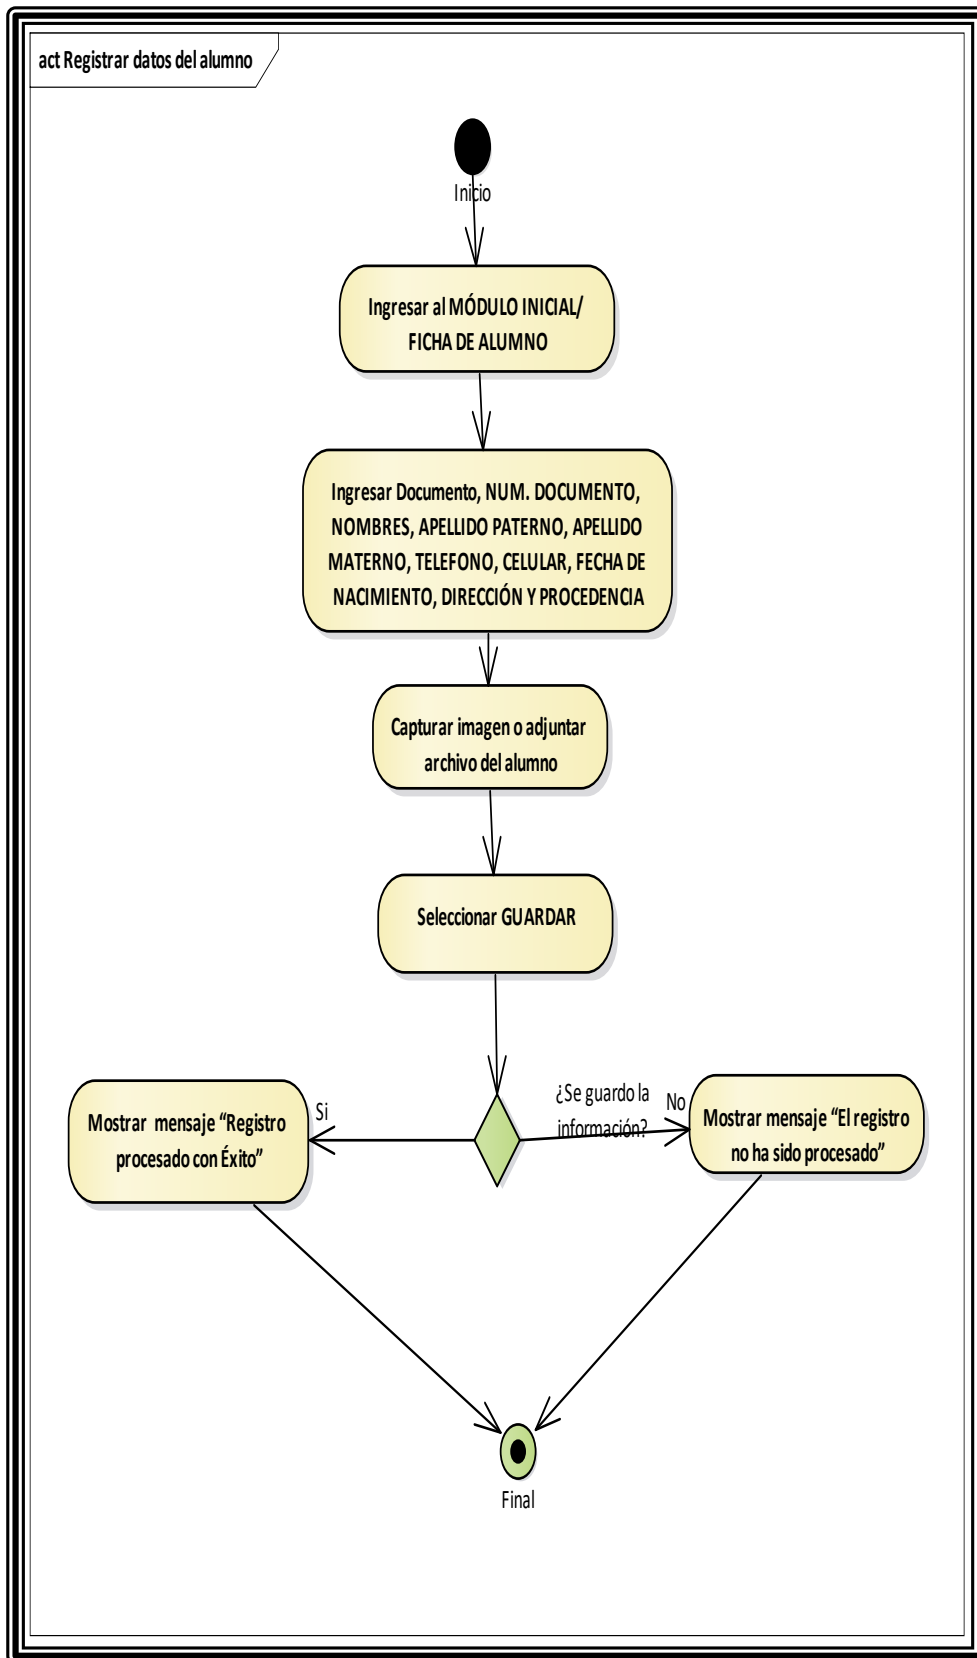 act Registrar datos del alumno
Inicio
Ingresar al MÓDULO INICIAL/
FICHA DE ALUMNO
Ingresar Documento, NUM. DOCUMENTO,
NOMBRES, APELLIDO PATERNO, APELLIDO
MATERNO, TELEFONO, CELULAR, FECHA DE
NACIMIENTO, DIRECCIÓN Y PROCEDENCIA
Capturar imagen o adjuntar
archivo del alumno
Seleccionar GUARDAR
¿Se guardo la
información?
Si
No
Mostrar mensaje “Registro
procesado con Éxito”
Mostrar mensaje “El registro
no ha sido procesado”
Final